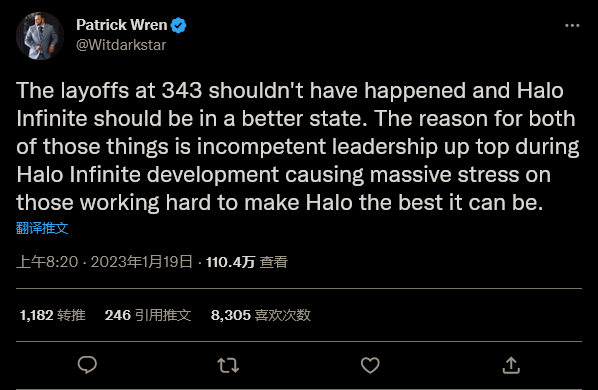 Patrick Wren
@Witdarkstar
The layoffs at 343 shouldn't have happened and Halo
Infinite should be in a better state. The reason for both
of those things is incompetent leadership up top during
Halo Infinite development causing massive stress on
those working hard to make Halo the best it can be.
翻译推文
上午8:20 · 2023年1月19日 · 110.4万 查看
1,182 转推 246 引用推文 8,305 喜欢次数